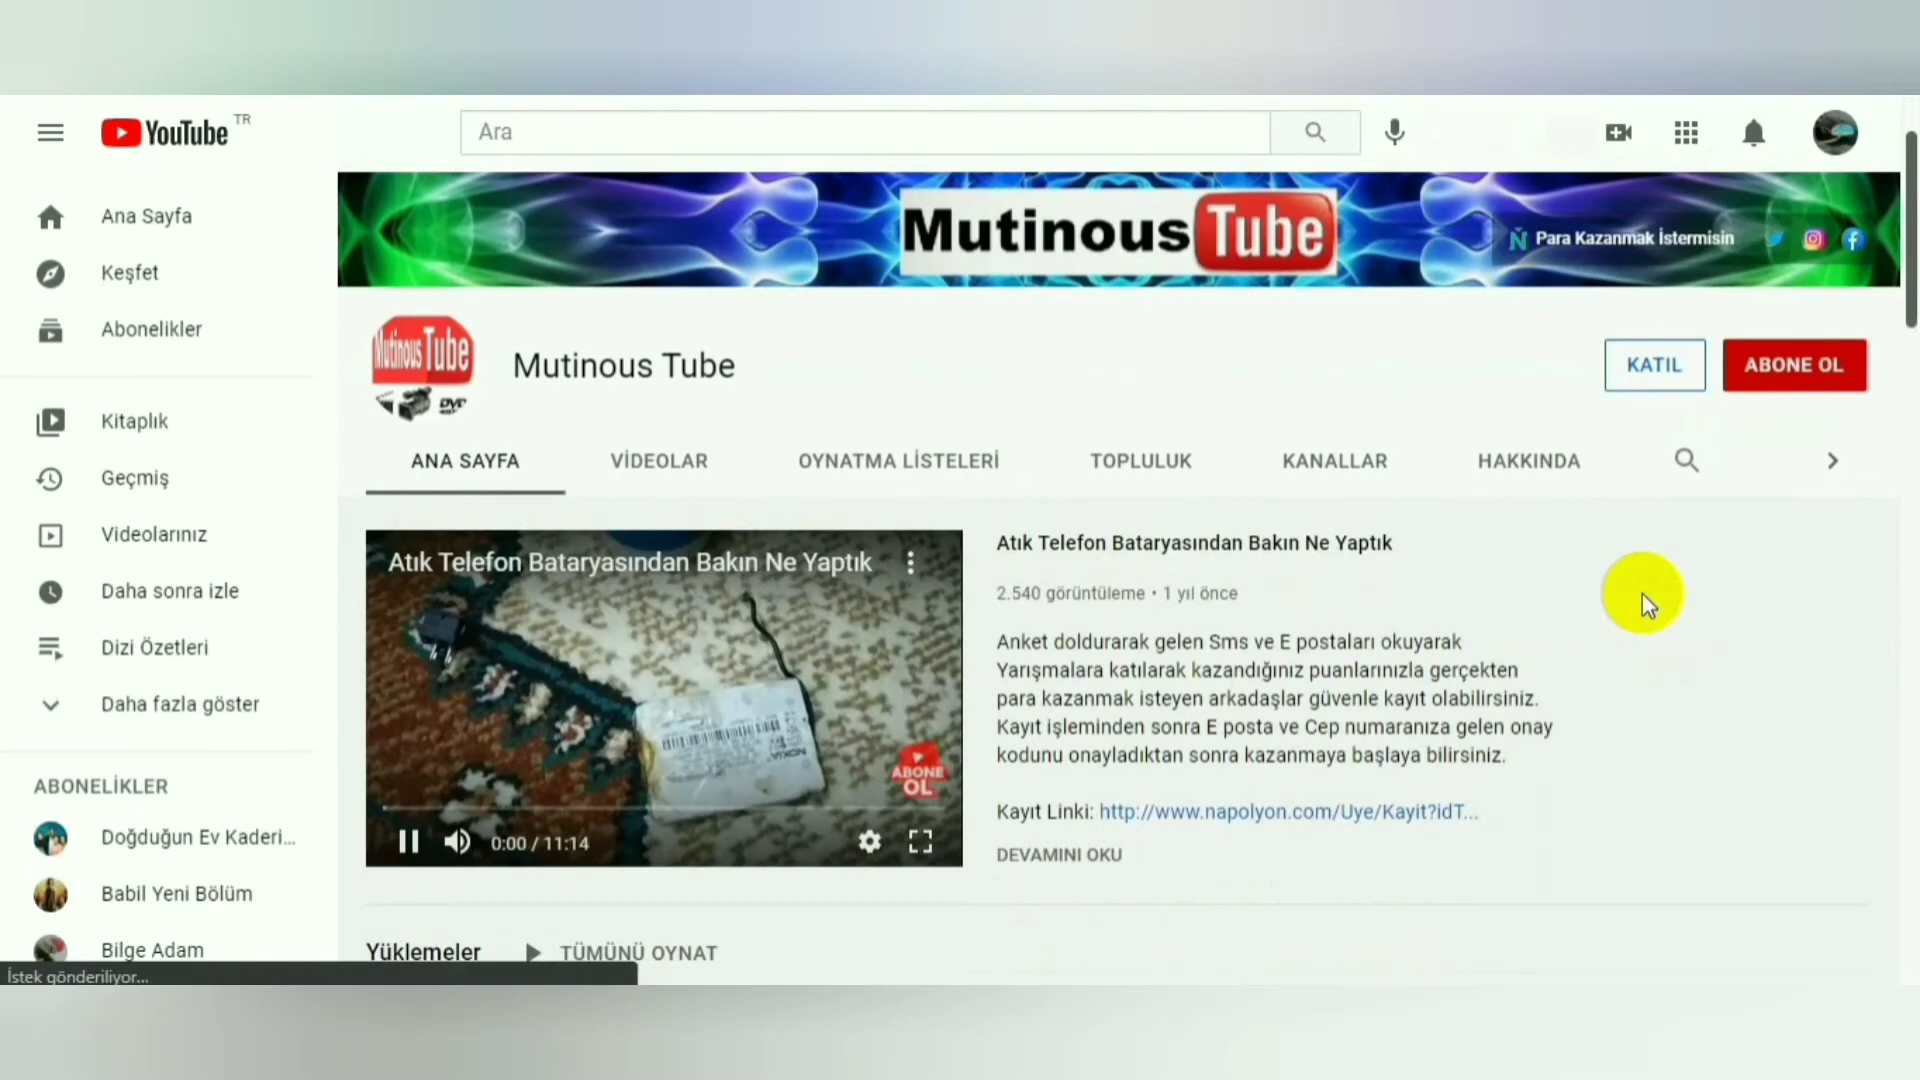 YouTube TR
Ara
Ana Sayfa
Keşfet
Abonelikler
Kitaplık
Geçmiş
Videolarınız
Daha sonra izle
Dizi Özetleri
Daha fazla göster
ABONELİKLER
Doğduğun Ev Kaderi...
Babil Yeni Bölüm
Bilge Adam
İstek gönderiliyor...
Mutinous Tube
Para Kazanmak İstermisin
Mutinous Tube
DVD
Mutinous Tube
KATIL
ABONE OL
ANA SAYFA
VİDEOLAR
OYNATMA LİSTELERİ
TOPLULUK
KANALLAR
HAKKINDA
Atık Telefon Bataryasından Bakın Ne Yaptık
NOKIA
ABONE
OL
0:00 / 11:14
Atık Telefon Bataryasından Bakın Ne Yaptık
2.540 görüntüleme • 1 yıl önce
Anket doldurarak gelen Sms ve E postaları okuyarak
Yarışmalara katılarak kazandığınız puanlarınızla gerçekten
para kazanmak isteyen arkadaşlar güvenle kayıt olabilirsiniz.
Kayıt işleminden sonra E posta ve Cep numaranıza gelen onay
kodunu onayladıktan sonra kazanmaya başlaya bilirsiniz.
Kayıt Linki: http://www.napolyon.com/Uye/Kayit?idT...
DEVAMINI OKU
Yüklemeler
TÜMÜNÜ OYNAT